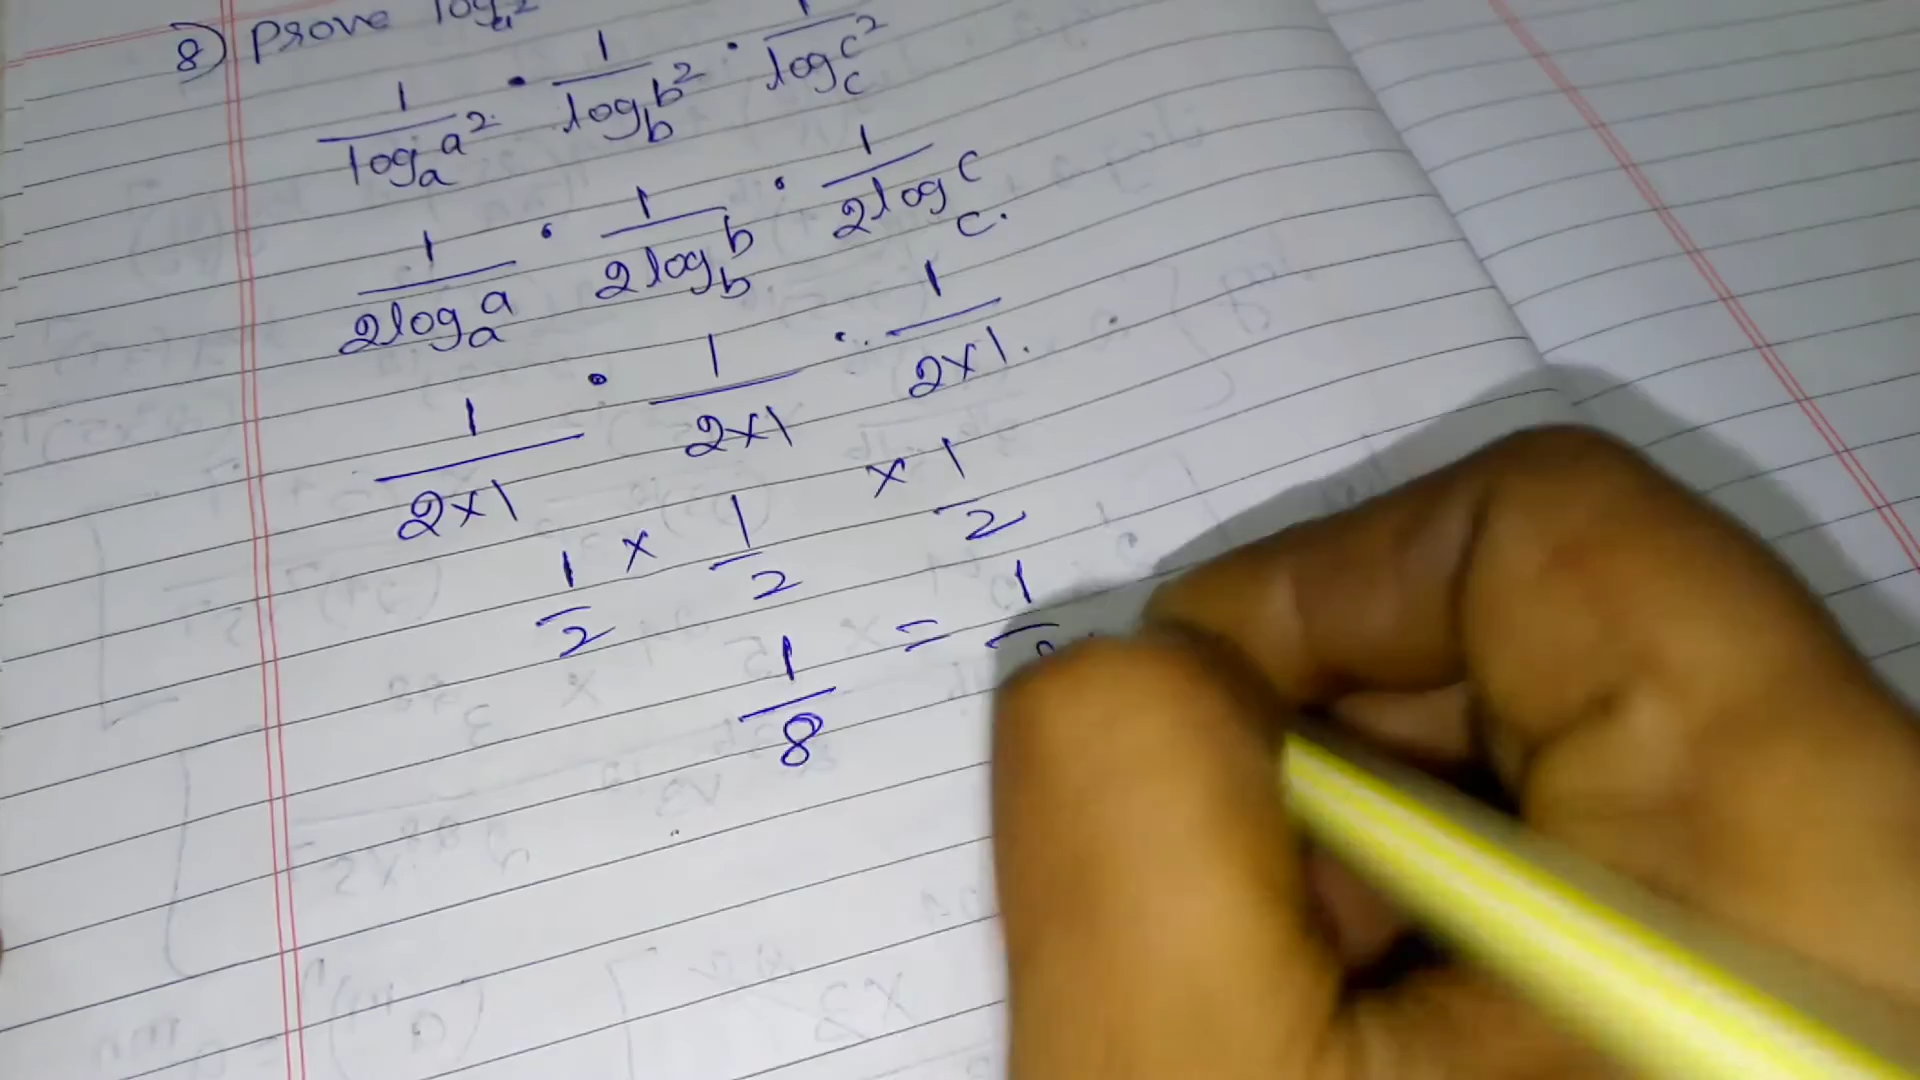 8) Prove log_a²
1/log_a a² · 1/log_b b² · 1/log_c c²
1/2log_a a · 1/2log_b b · 1/2log_c c.
1/2×1 · 1/2×1 · 1/2×1.
1/2 × 1/2 × 1/2
1/8 = 1/